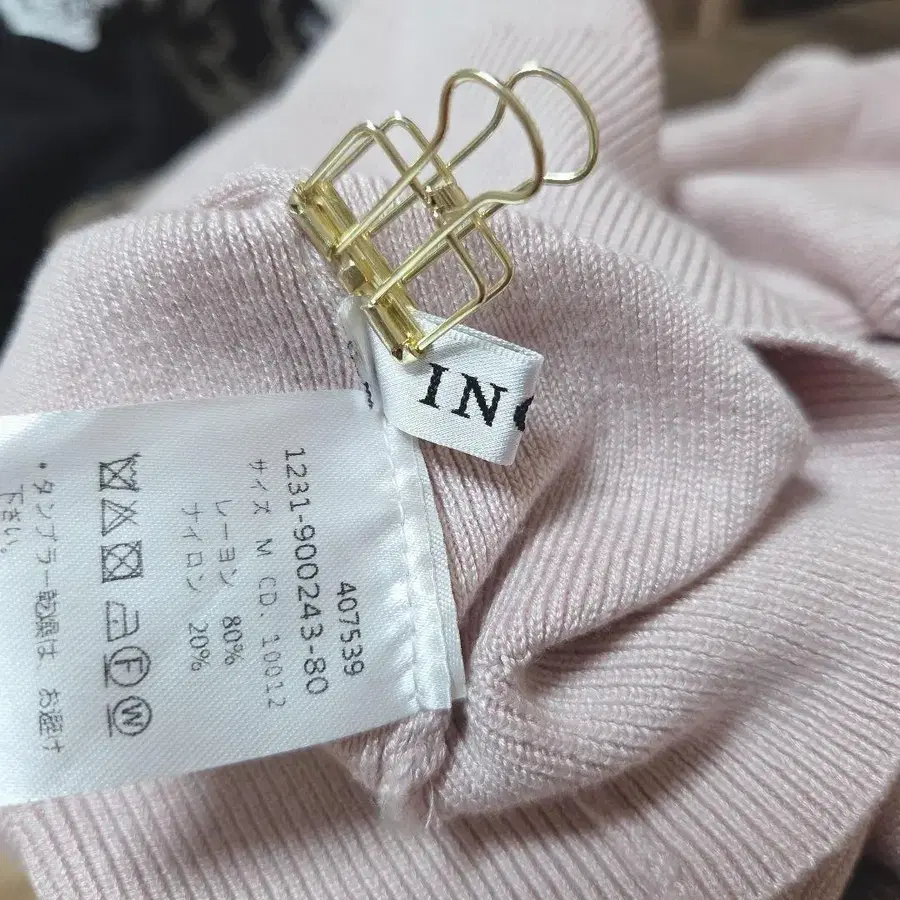 IN
407539
1231-900243-80
サイズ M CD. 10012
レーヨン 80%
ナイロン 20%
F W
・タンブラー乾燥は、お避け
下さい。